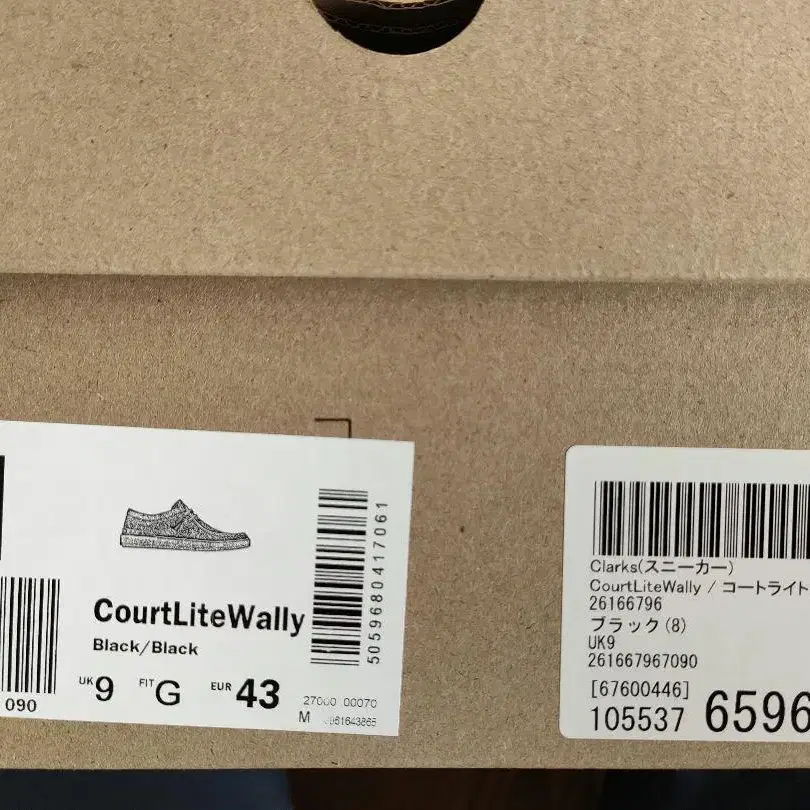 CourtLiteWally
Black/Black
UK 9 FIT G EUR 43
27000 00070
M
5059680417061
090
Clarks(スニーカー)
CourtLiteWally / コートライト
26166796
ブラック(8)
UK9
261667967090
[67600446]
105537 6596